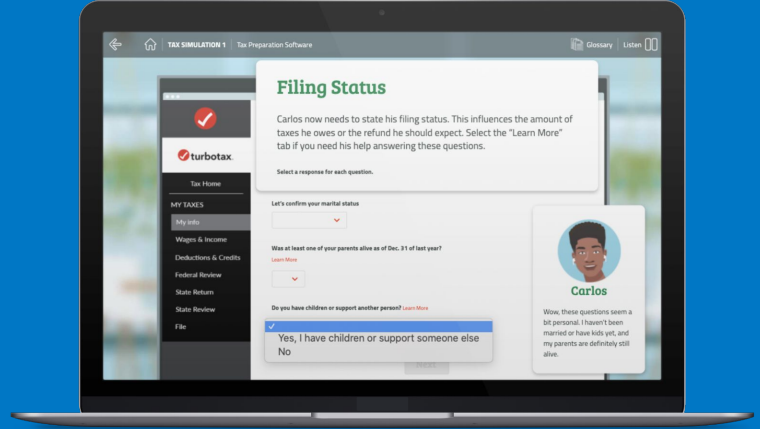 TAX SIMULATION 1 Tax Preparation Software
Glossary Listen
Filing Status
Carlos now needs to state his filing status. This influences the amount of
taxes he owes or the refund he should expect. Select the "Learn More"
tab if you need his help answering these questions.
Select a response for each question.
turbotax
Tax Home
MY TAXES
My info
Wages & Income
Deductions & Credits
Federal Review
State Return
State Review
File
Let's confirm your marital status
Was at least one of your parents alive as of Dec. 31 of last year?
Learn More
Do you have children or support another person? Learn More
Yes, I have children or support someone else
No
Next
Carlos
Wow, these questions seem a
bit personal. I haven't been
married or have kids yet, and
my parents are definitely still
alive.